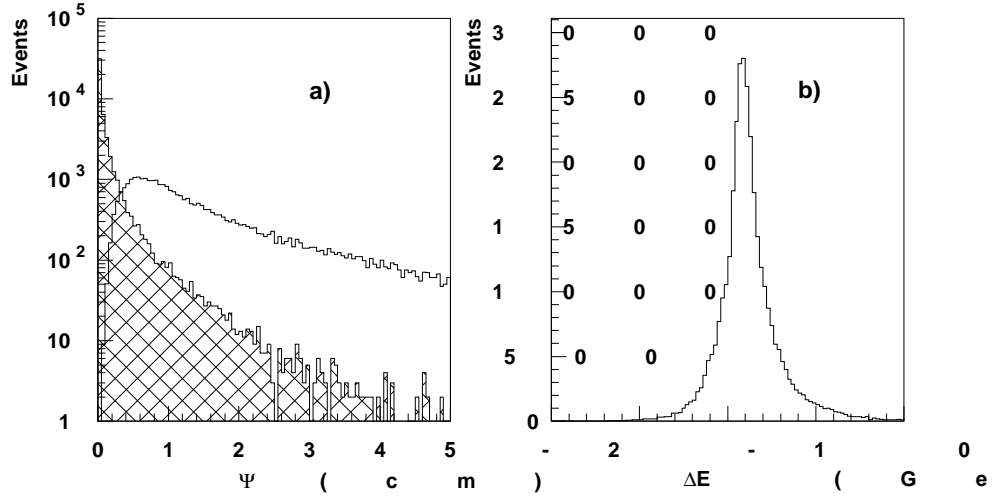 10^5
10^4
10^3
10^2
10
1
Events
a)
0 1 2 3 4 5
Ψ ( c m )
Events
b)
3 0 0 0
2 5 0 0
2 0 0 0
1 5 0 0
1 0 0 0
5 0 0
0
- 2 - 1 0
ΔE ( G e